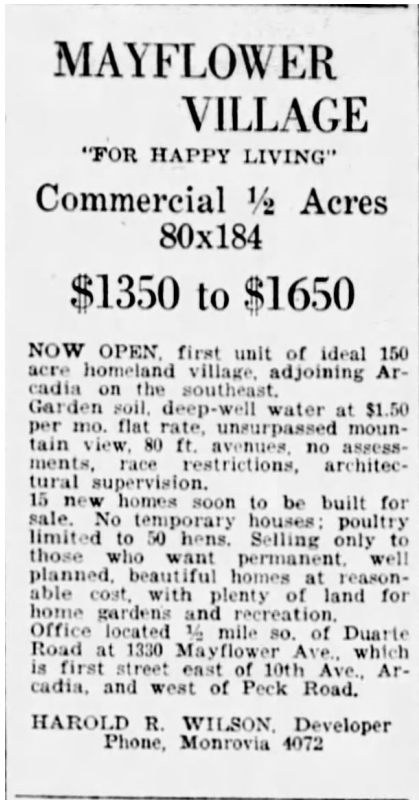 MAYFLOWER
VILLAGE
"FOR HAPPY LIVING"
Commercial ½ Acres
80x184
$1350 to $1650
NOW OPEN, first unit of ideal 150
acre homeland village, adjoining Ar-
cadia on the southeast.
Garden soil, deep-well water at $1.50
per mo. flat rate, unsurpassed moun-
tain view, 80 ft. avenues, no assess-
ments, race restrictions, architec-
tural supervision.
15 new homes soon to be built for
sale. No temporary houses; poultry
limited to 50 hens. Selling only to
those who want permanent, well
planned, beautiful homes at reason-
able cost, with plenty of land for
home gardens and recreation.
Office located ½ mile so. of Duarte
Road at 1330 Mayflower Ave., which
is first street east of 10th Ave., Ar-
cadia, and west of Peck Road.
HAROLD R. WILSON, Developer
Phone, Monrovia 4072